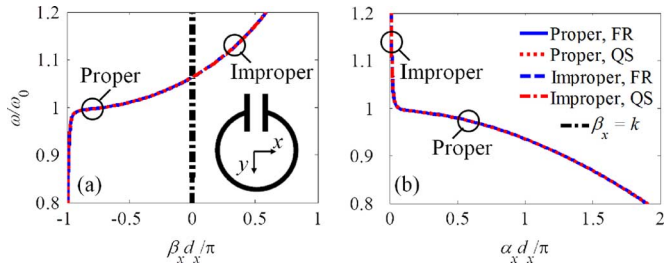 1.2
1.1
1
0.9
0.8
ω/ω₀
Proper
Improper
x
y
(a)
-1
-0.5
0
0.5
1
βₓdₓ/π
1.2
1.1
1
0.9
0.8
Improper
Proper
(b)
0
0.5
1
1.5
2
αₓdₓ/π
Proper, FR
Proper, QS
Improper, FR
Improper, QS
βₓ = k